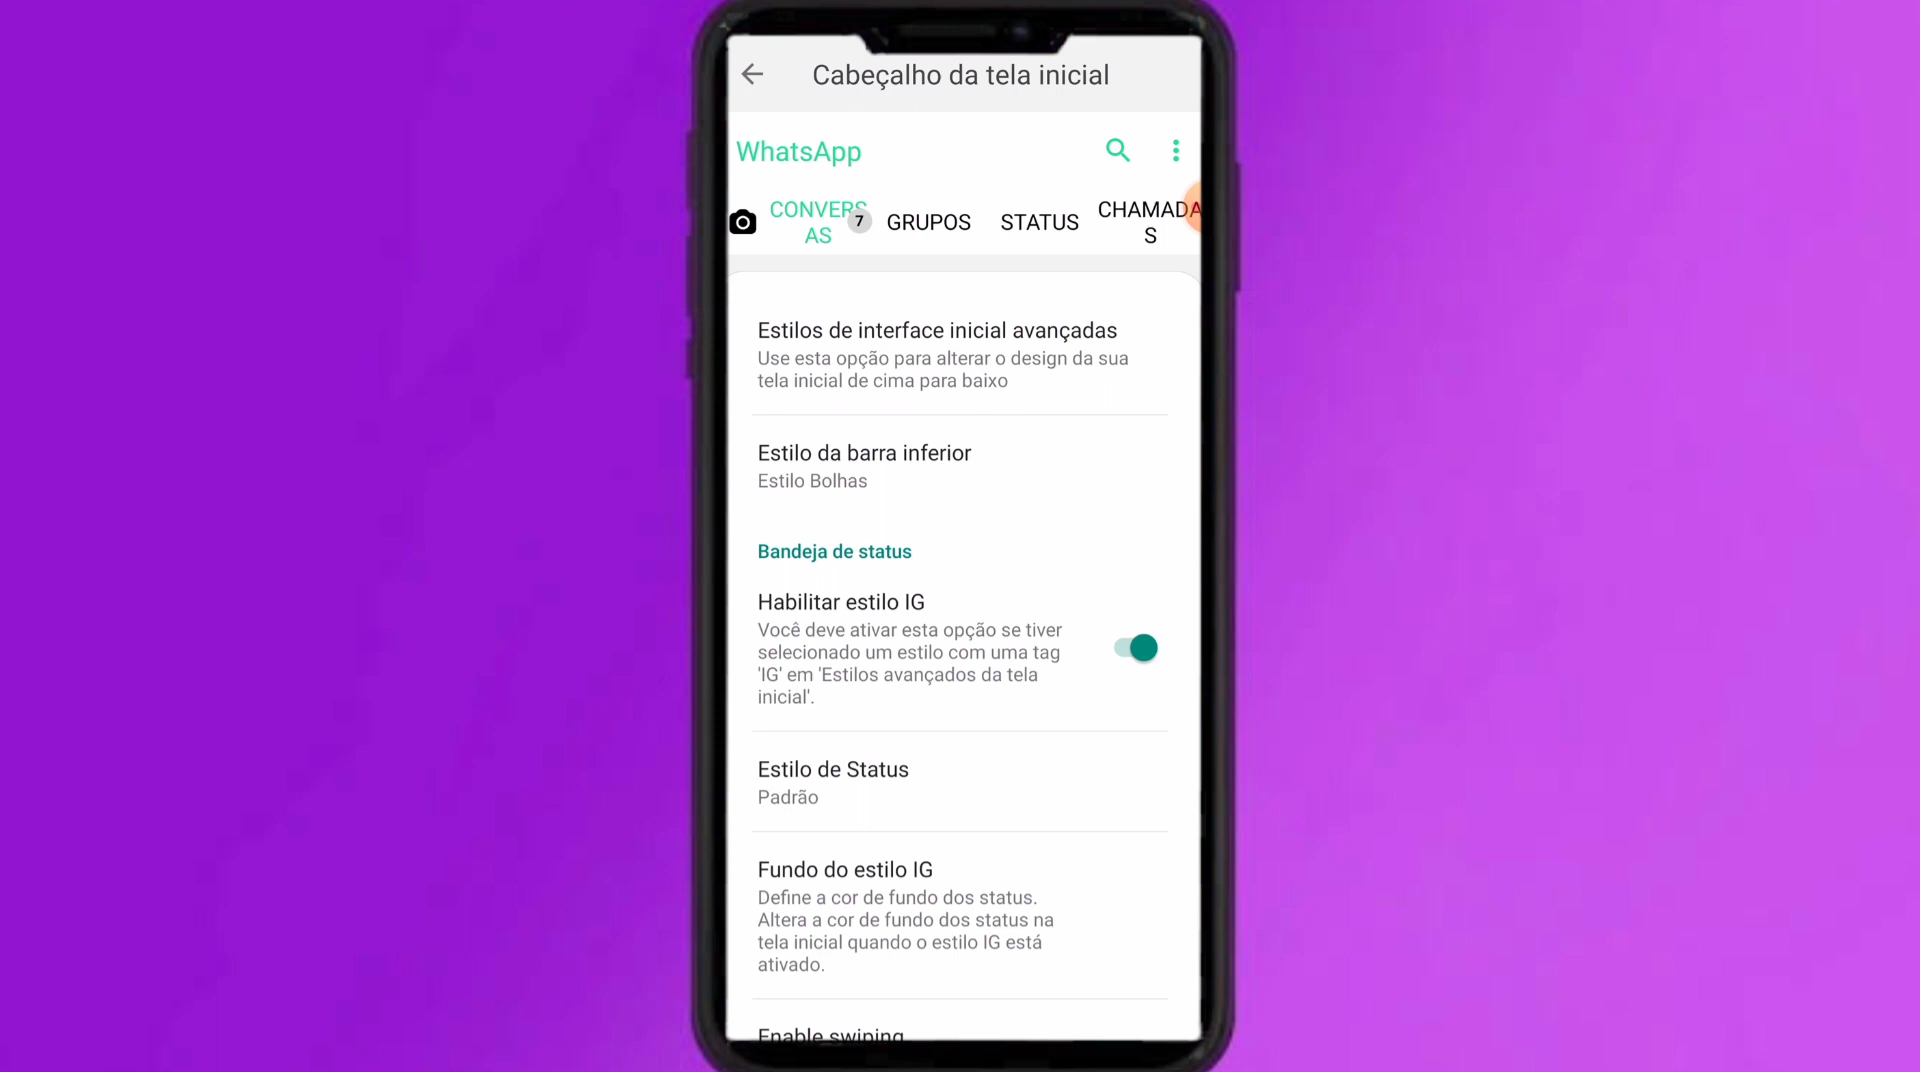 Cabeçalho da tela inicial
WhatsApp
CONVERS
AS
7
GRUPOS
STATUS
CHAMADA
S
Estilos de interface inicial avançadas
Use esta opção para alterar o design da sua
tela inicial de cima para baixo
Estilo da barra inferior
Estilo Bolhas
Bandeja de status
Habilitar estilo IG
Você deve ativar esta opção se tiver
selecionado um estilo com uma tag
'IG' em 'Estilos avançados da tela
inicial'.
Estilo de Status
Padrão
Fundo do estilo IG
Define a cor de fundo dos status.
Altera a cor de fundo dos status na
tela inicial quando o estilo IG está
ativado.
Enable swiping